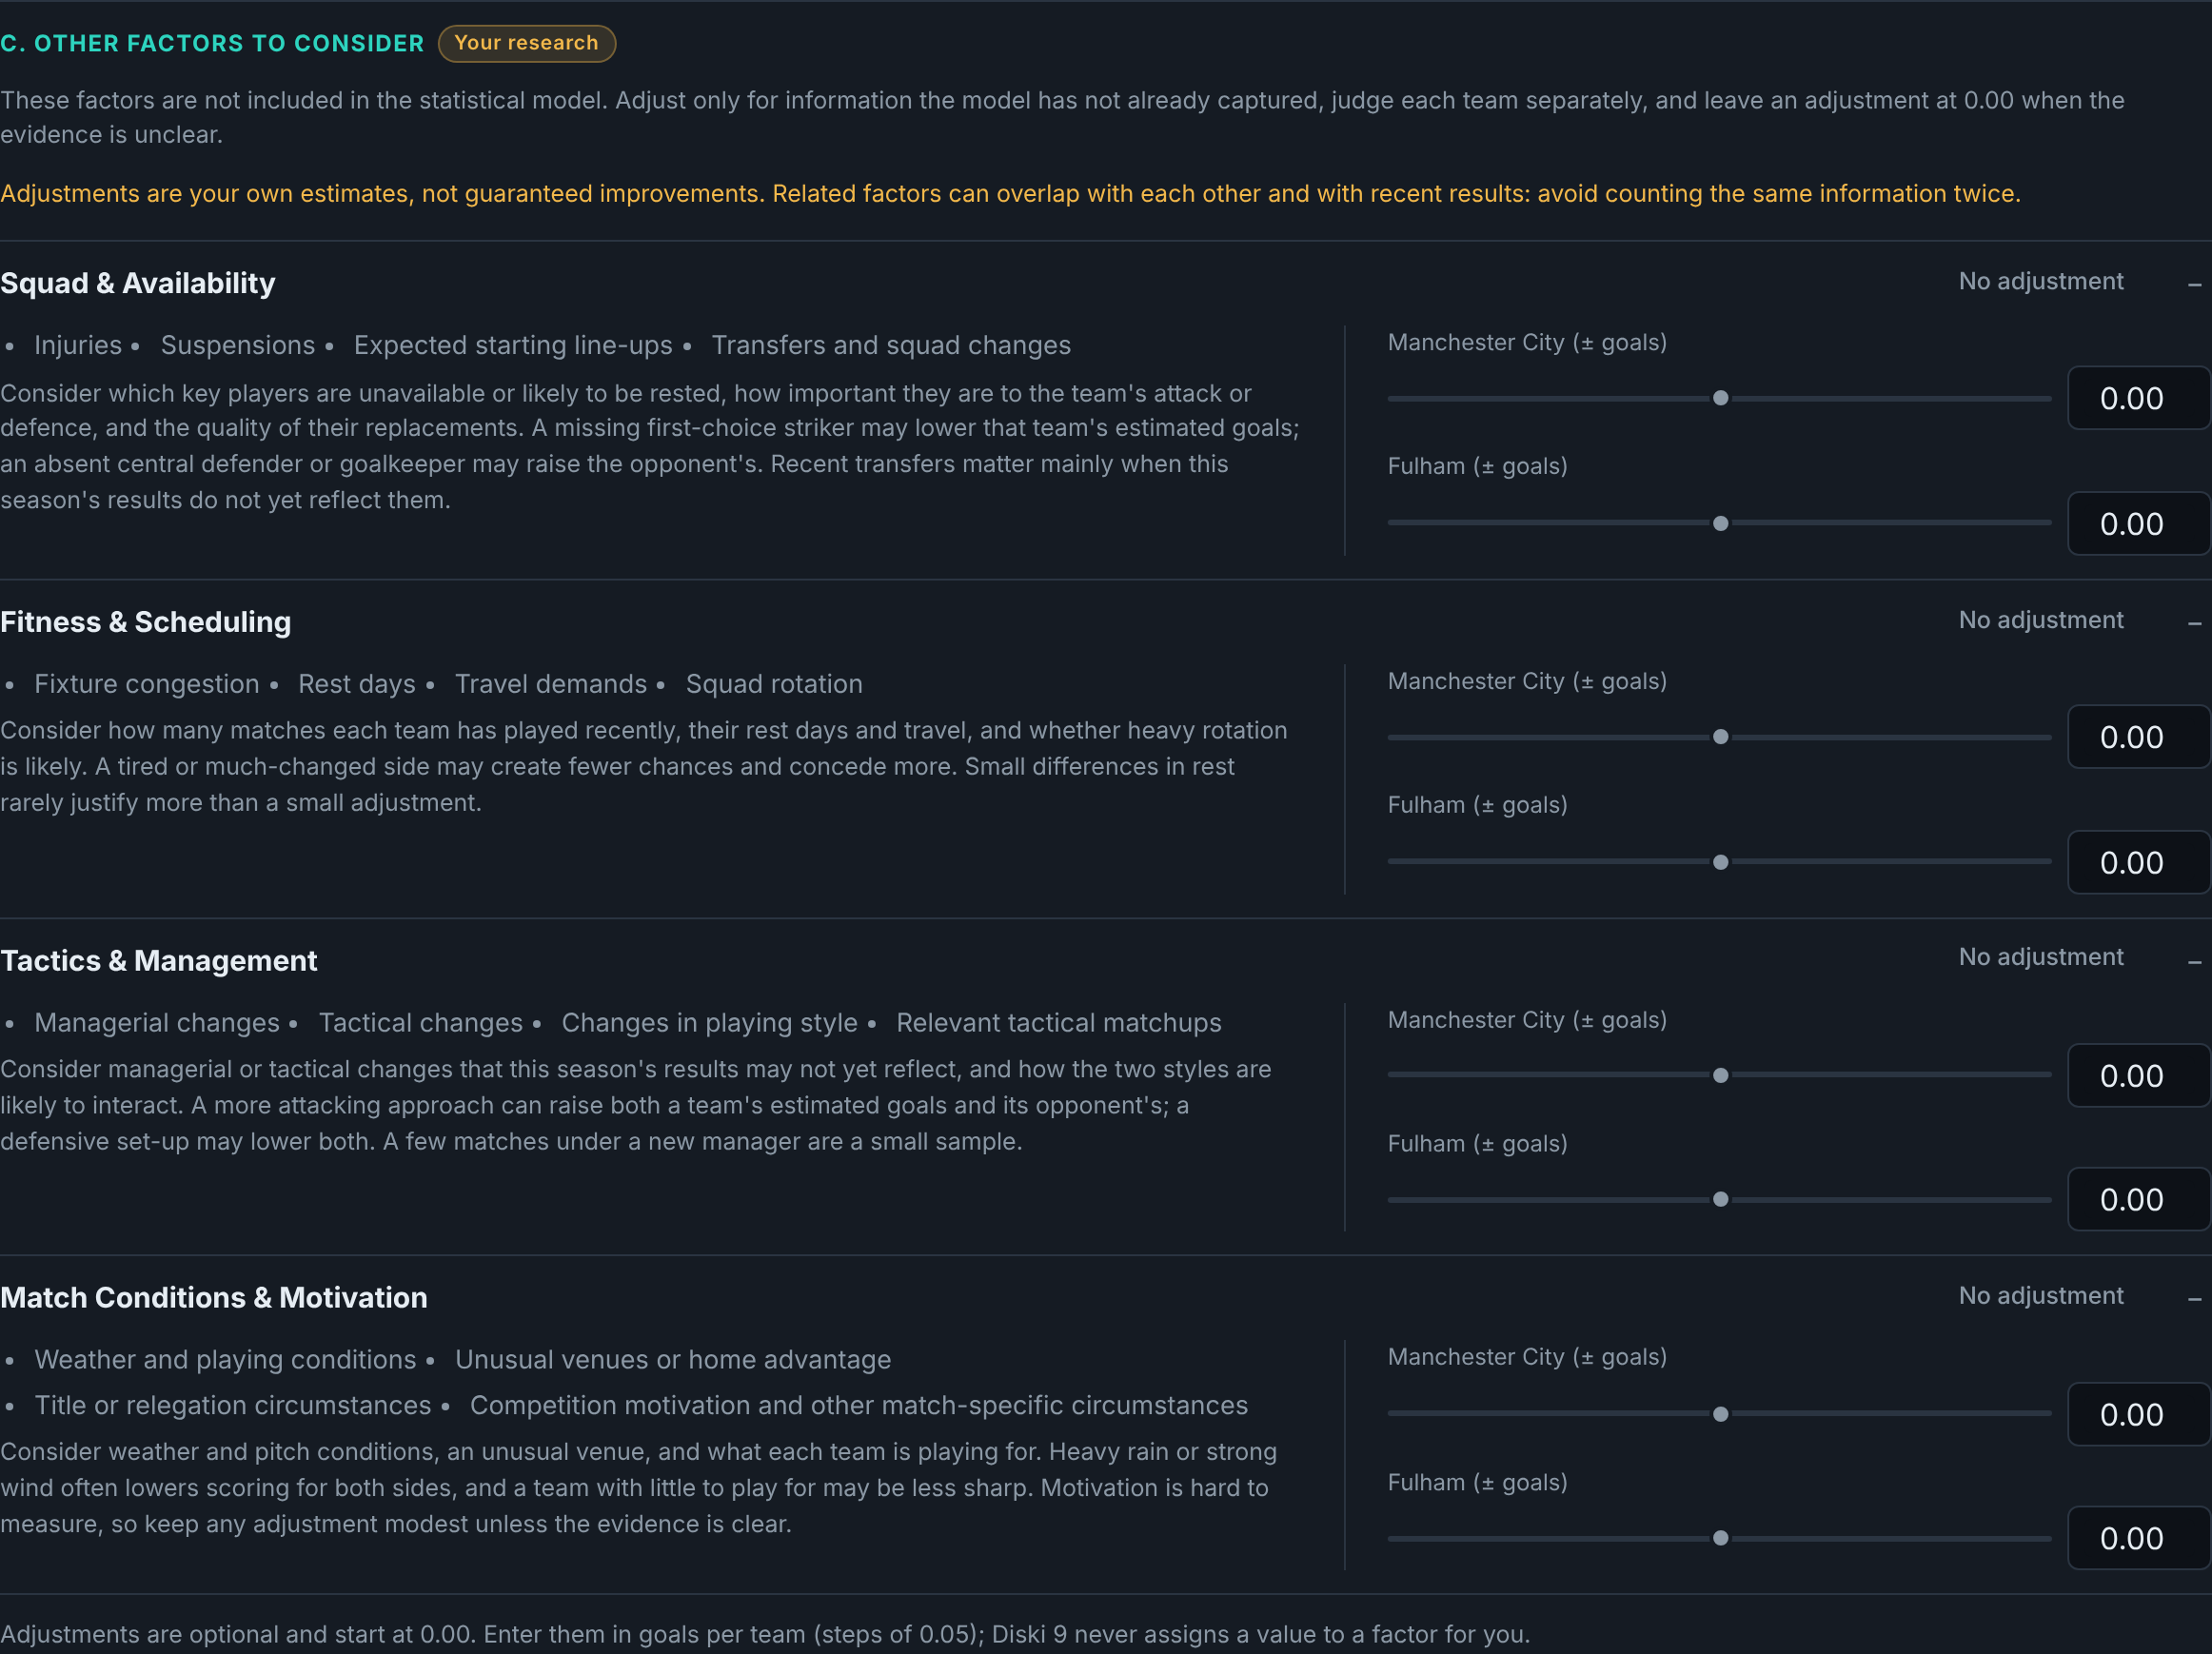 C. OTHER FACTORS TO CONSIDER Your research
These factors are not included in the statistical model. Adjust only for information the model has not already captured, judge each team separately, and leave an adjustment at 0.00 when the
evidence is unclear.
Adjustments are your own estimates, not guaranteed improvements. Related factors can overlap with each other and with recent results: avoid counting the same information twice.
Squad & Availability
No adjustment –
• Injuries • Suspensions • Expected starting line-ups • Transfers and squad changes
Consider which key players are unavailable or likely to be rested, how important they are to the team's attack or
defence, and the quality of their replacements. A missing first-choice striker may lower that team's estimated goals;
an absent central defender or goalkeeper may raise the opponent's. Recent transfers matter mainly when this
season's results do not yet reflect them.
Manchester City (± goals)
0.00
Fulham (± goals)
0.00
Fitness & Scheduling
No adjustment –
• Fixture congestion • Rest days • Travel demands • Squad rotation
Consider how many matches each team has played recently, their rest days and travel, and whether heavy rotation
is likely. A tired or much-changed side may create fewer chances and concede more. Small differences in rest
rarely justify more than a small adjustment.
Manchester City (± goals)
0.00
Fulham (± goals)
0.00
Tactics & Management
No adjustment –
• Managerial changes • Tactical changes • Changes in playing style • Relevant tactical matchups
Consider managerial or tactical changes that this season's results may not yet reflect, and how the two styles are
likely to interact. A more attacking approach can raise both a team's estimated goals and its opponent's; a
defensive set-up may lower both. A few matches under a new manager are a small sample.
Manchester City (± goals)
0.00
Fulham (± goals)
0.00
Match Conditions & Motivation
No adjustment –
• Weather and playing conditions • Unusual venues or home advantage
• Title or relegation circumstances • Competition motivation and other match-specific circumstances
Consider weather and pitch conditions, an unusual venue, and what each team is playing for. Heavy rain or strong
wind often lowers scoring for both sides, and a team with little to play for may be less sharp. Motivation is hard to
measure, so keep any adjustment modest unless the evidence is clear.
Manchester City (± goals)
0.00
Fulham (± goals)
0.00
Adjustments are optional and start at 0.00. Enter them in goals per team (steps of 0.05); Diski 9 never assigns a value to a factor for you.